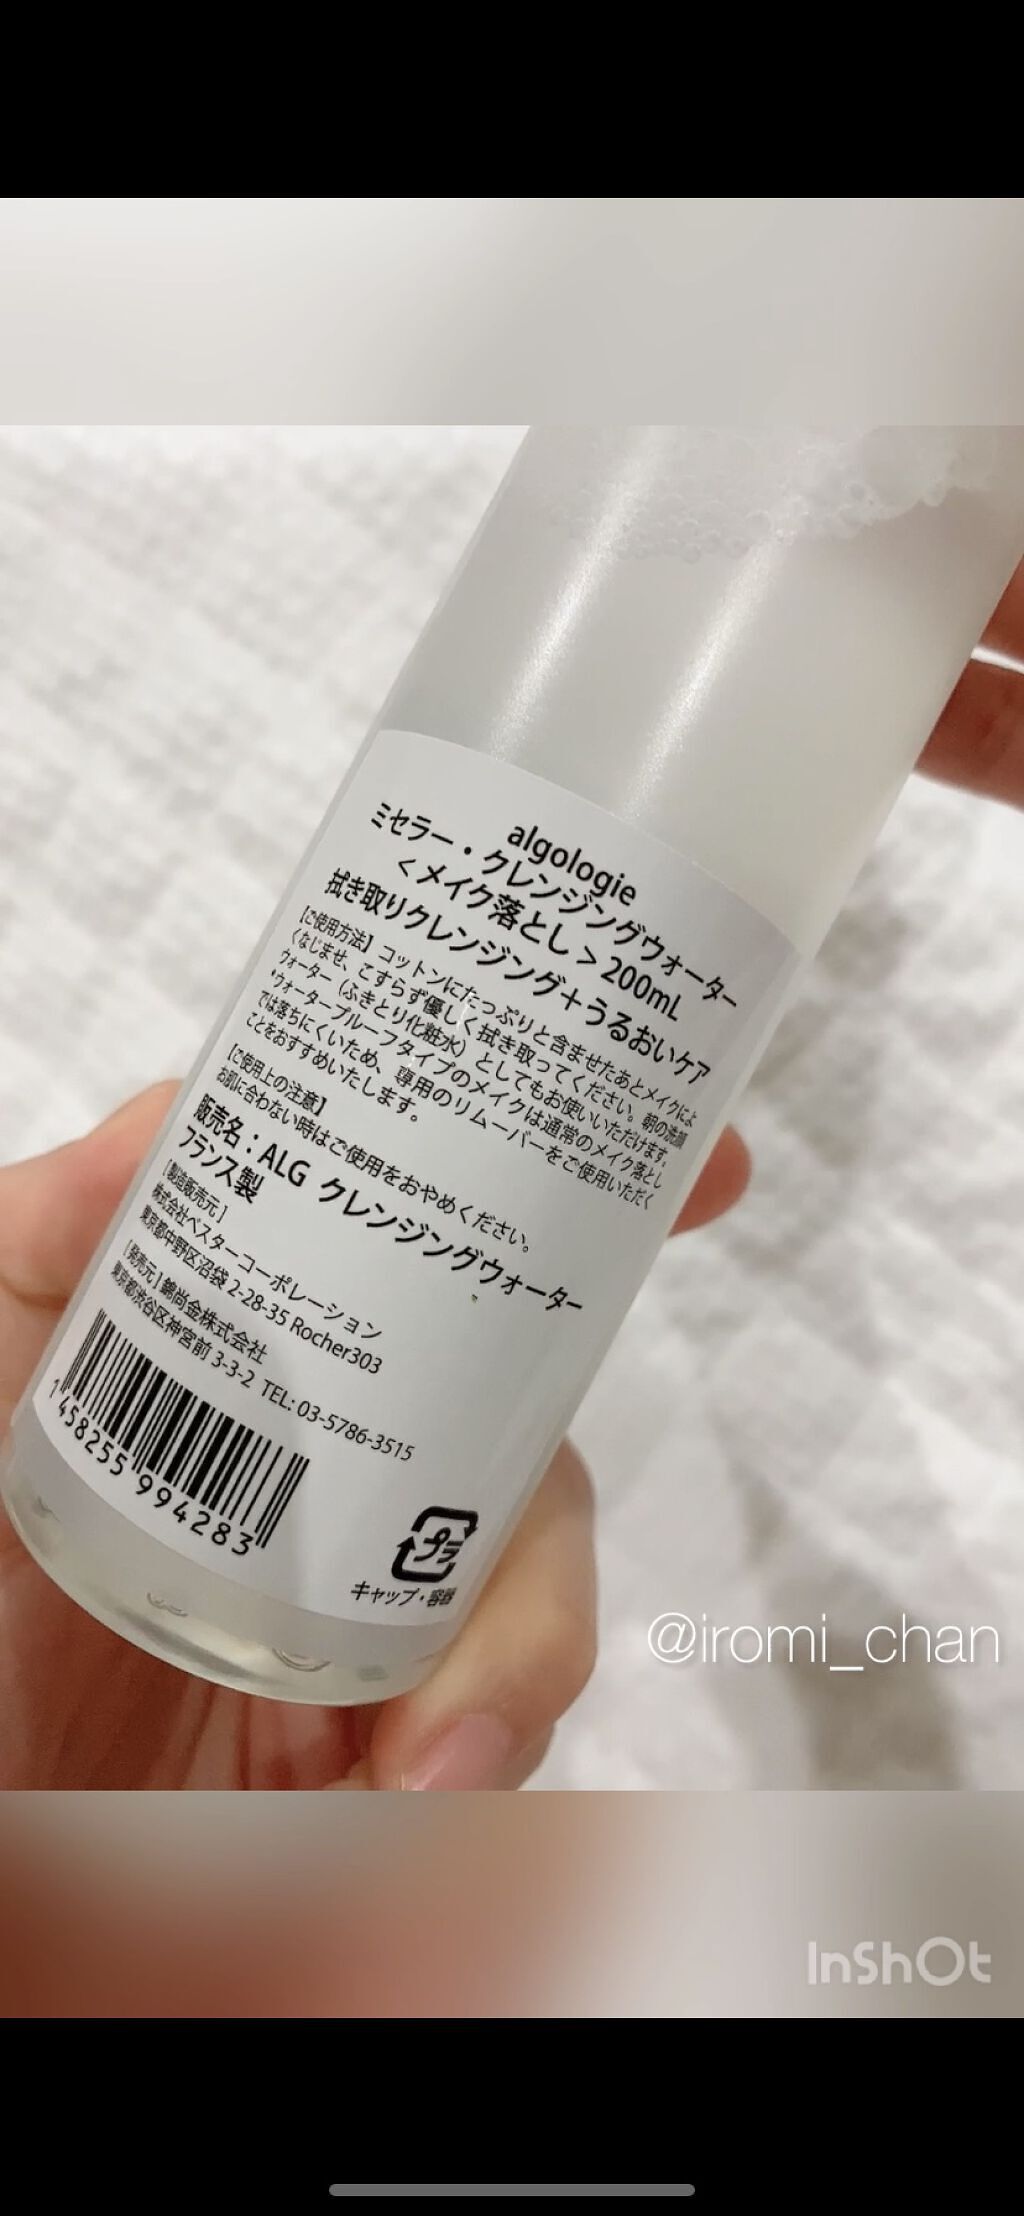 algologie
ミセラー・クレンジングウォーター
<メイク落とし> 200mL
拭き取りクレンジング+うるおいケア
【ご使用方法】コットンにたっぷりと含ませたあとメイクによ
くなじませ、こすらず優しく拭き取ってください。朝の洗顔
ウォーター（ふきとり化粧水）としてもお使いいただけます。
*ウォータープルーフタイプのメイクは通常のメイク落とし
では落ちにくいため、専用のリムーバーをご使用いただく
ことをおすすめいたします。
【ご使用上の注意】
お肌に合わない時はご使用をおやめください。
販売名：ALG クレンジングウォーター
フランス製
[製造販売元]
株式会社ベスターコーポレーション
東京都中野区沼袋 2-28-35 Rocher303
[発売元] 錦尚金株式会社
東京都渋谷区神宮前 3-3-2 TEL: 03-5786-3515
プラ
キャップ・容器
@iromi_chan
InShOt